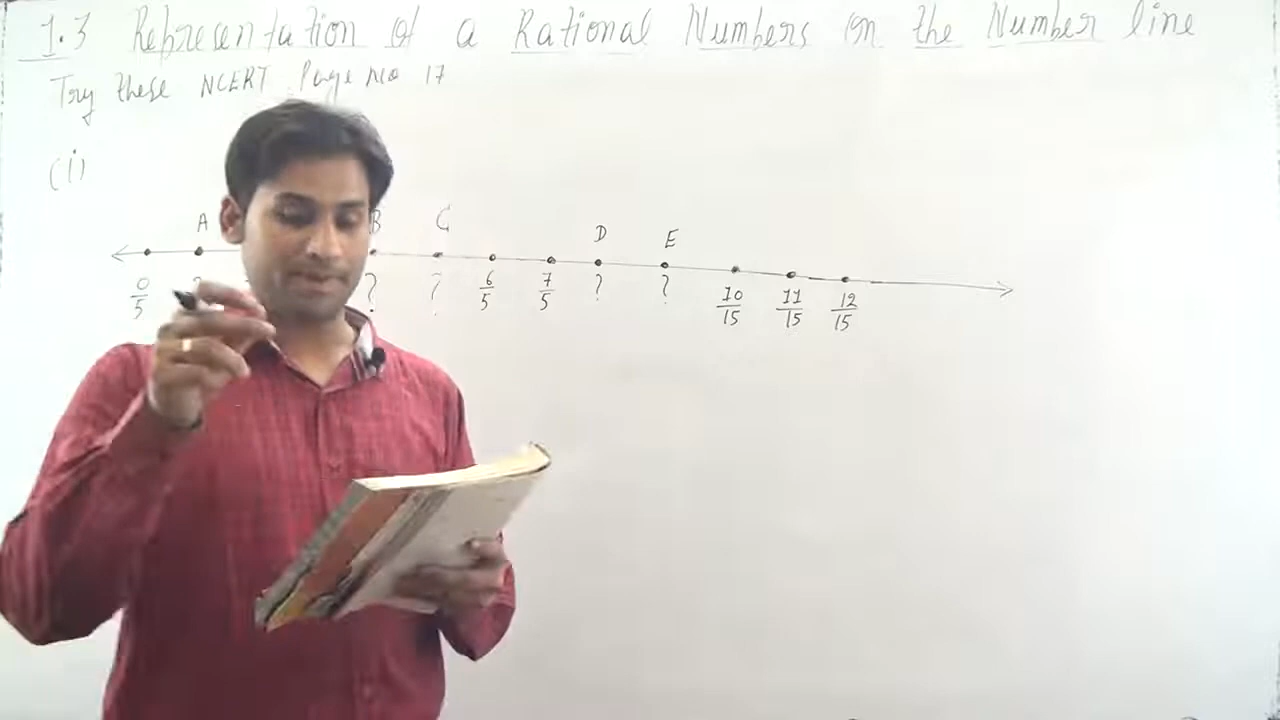 1.3 Representation of a Rational Numbers on the Number line
Try these NCERT Page No 17
(i)
A B C D E
0/5 ? ? ? 6/5 7/5 ? ? 10/15 11/15 12/15